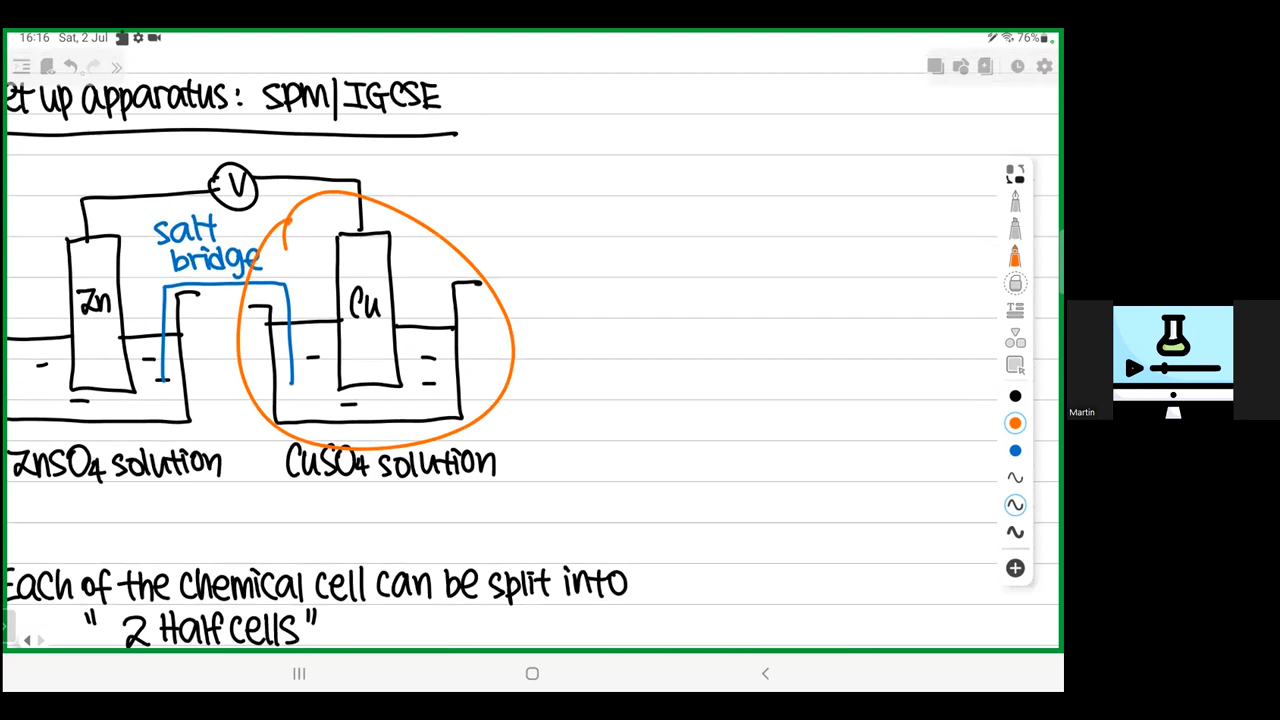 16:16 Sat, 2 Jul
76%
et up apparatus: SPM/IGCSE
V
salt
bridge
Zn
Cu
ZnSO4 solution
CuSO4 solution
Each of the chemical cell can be split into
" 2 Half cells "
Martin